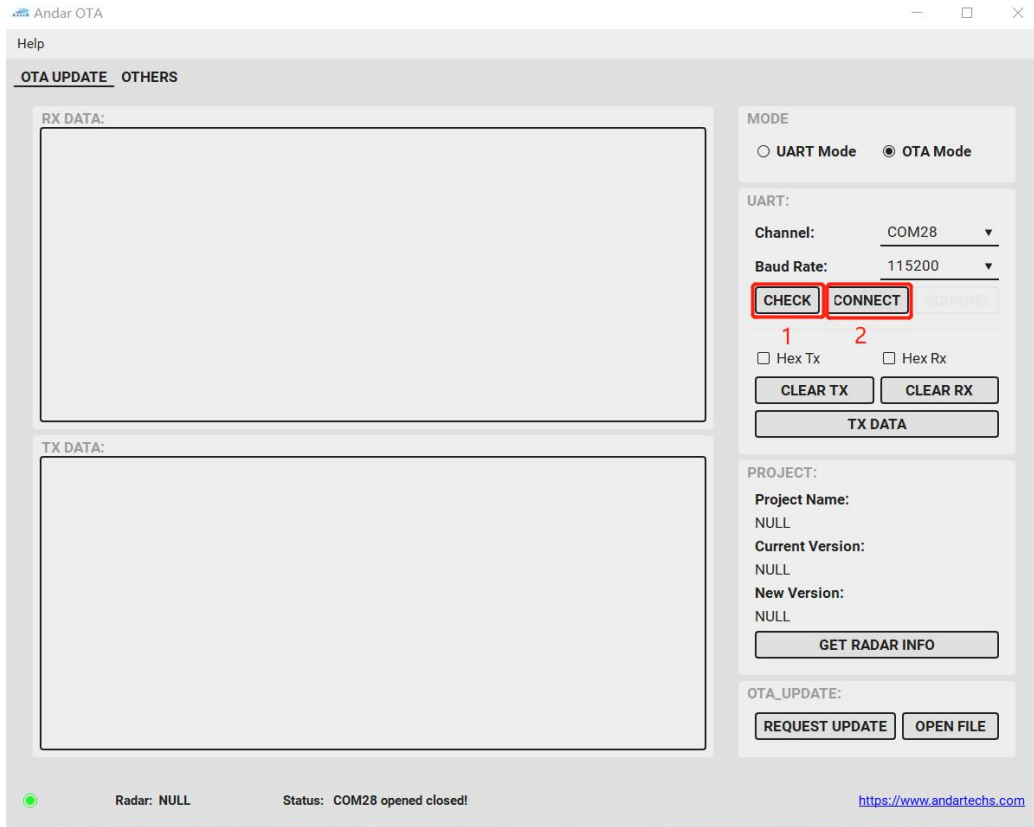 Andar OTA
Help
OTA UPDATE OTHERS
RX DATA:
TX DATA:
MODE
UART Mode OTA Mode
UART:
Channel: COM28
Baud Rate: 115200
CHECK CONNECT SCONNEC
1 2
Hex Tx Hex Rx
CLEAR TX CLEAR RX
TX DATA
PROJECT:
Project Name:
NULL
Current Version:
NULL
New Version:
NULL
GET RADAR INFO
OTA_UPDATE:
REQUEST UPDATE OPEN FILE
Radar: NULL Status: COM28 opened closed! https://www.andartechs.com